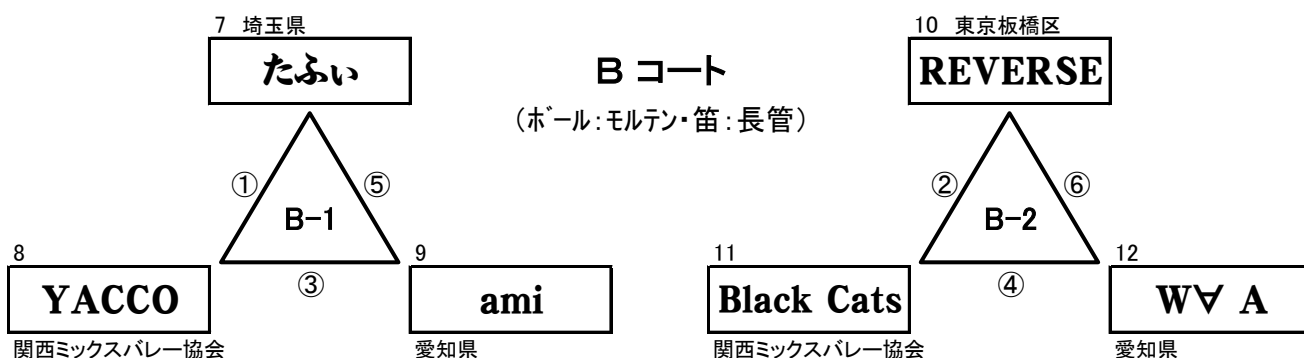 7 埼玉県
たふぃ
B コート
(ボール:モルテン・笛:長管)
10 東京板橋区
REVERSE
①
⑤
B-1
②
⑥
B-2
8
YACCO
関西ミックスバレー協会
③
9
ami
愛知県
11
Black Cats
関西ミックスバレー協会
④
12
W∀ A
愛知県